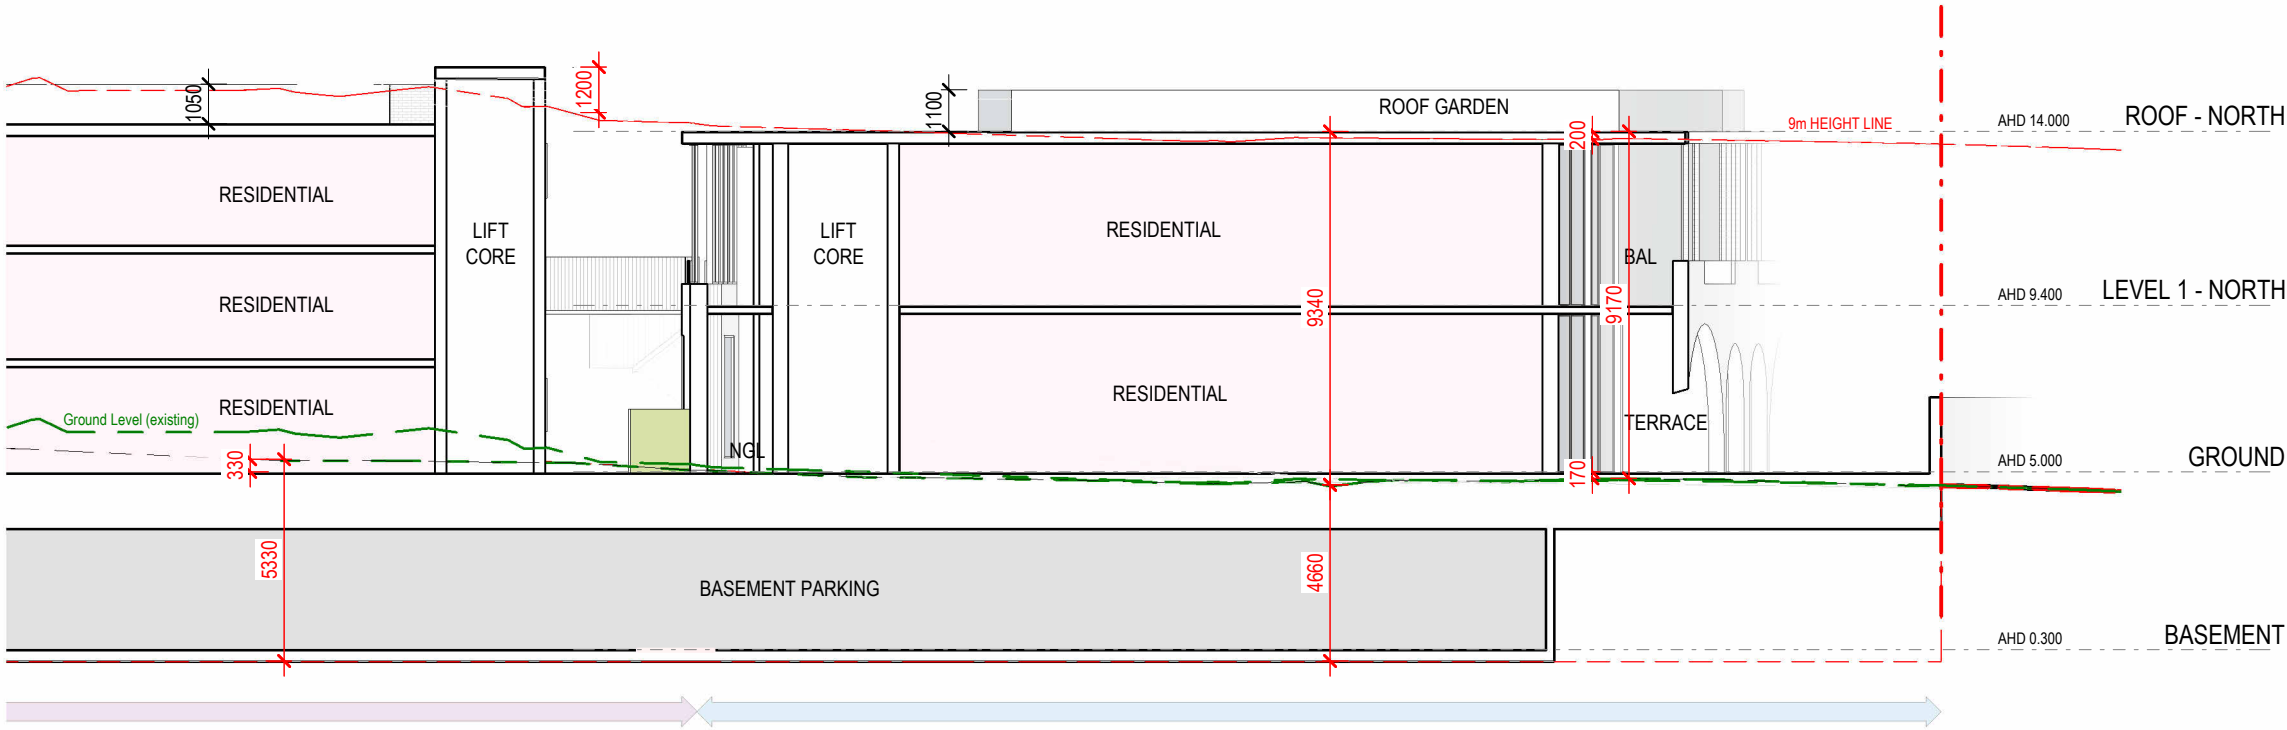 1050
1200
1100
ROOF GARDEN
200
9m HEIGHT LINE
AHD 14.000
ROOF - NORTH
RESIDENTIAL
LIFT
CORE
LIFT
CORE
RESIDENTIAL
BAL
RESIDENTIAL
9340
9170
AHD 9.400
LEVEL 1 - NORTH
RESIDENTIAL
RESIDENTIAL
Ground Level (existing)
TERRACE
NGL
330
170
AHD 5.000
GROUND
5330
4660
BASEMENT PARKING
AHD 0.300
BASEMENT